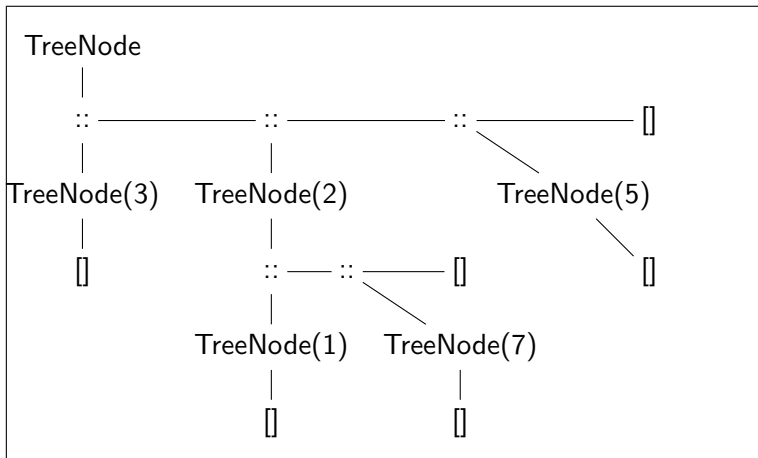 TreeNode
:: :: :: []
TreeNode(3) TreeNode(2) TreeNode(5)
[] :: :: [] []
TreeNode(1) TreeNode(7)
[] []